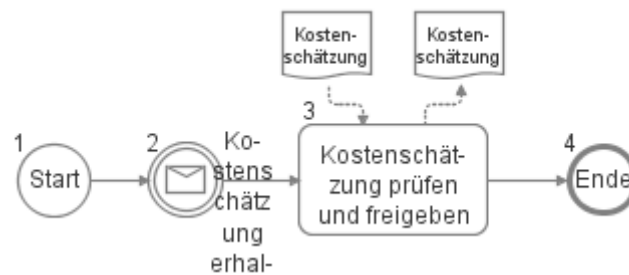 Kosten-
schätzung
Kosten-
schätzung
1
Start
2
Ko-
stens
chätz
ung
erhal-
3
Kostenschät-
zung prüfen
und freigeben
4
Ende